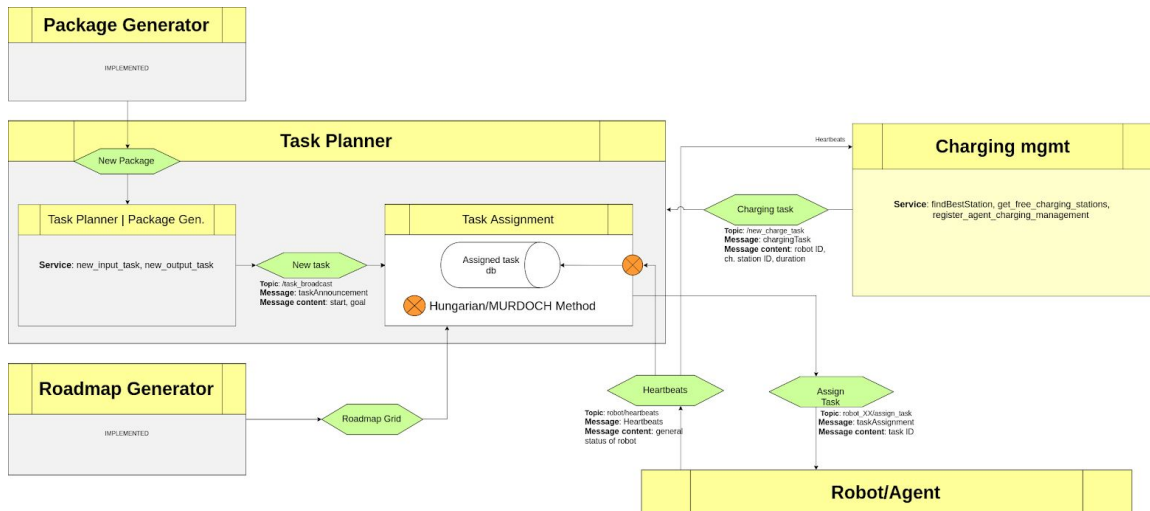 Package Generator
IMPLEMENTED
Task Planner
New Package
Heartbeats
Charging mgmt
Service: findBestStation, get_free_charging_stations,
register_agent_charging_management
Charging task
Topic: /new_charge_task
Message: chargingTask
Message content: robot ID,
ch. station ID, duration
Task Planner | Package Gen.
Service: new_input_task, new_output_task
New task
Topic: /task_broadcast
Message: taskAnnouncement
Message content: start, goal
Task Assignment
Assigned task
db
Hungarian/MURDOCH Method
Roadmap Generator
IMPLEMENTED
Roadmap Grid
Heartbeats
Topic: robot/heartbeats
Message: Heartbeats
Message content: general
status of robot
Assign
Task
Topic: robot_XX/assign_task
Message: taskAssignment
Message content: task ID
Robot/Agent